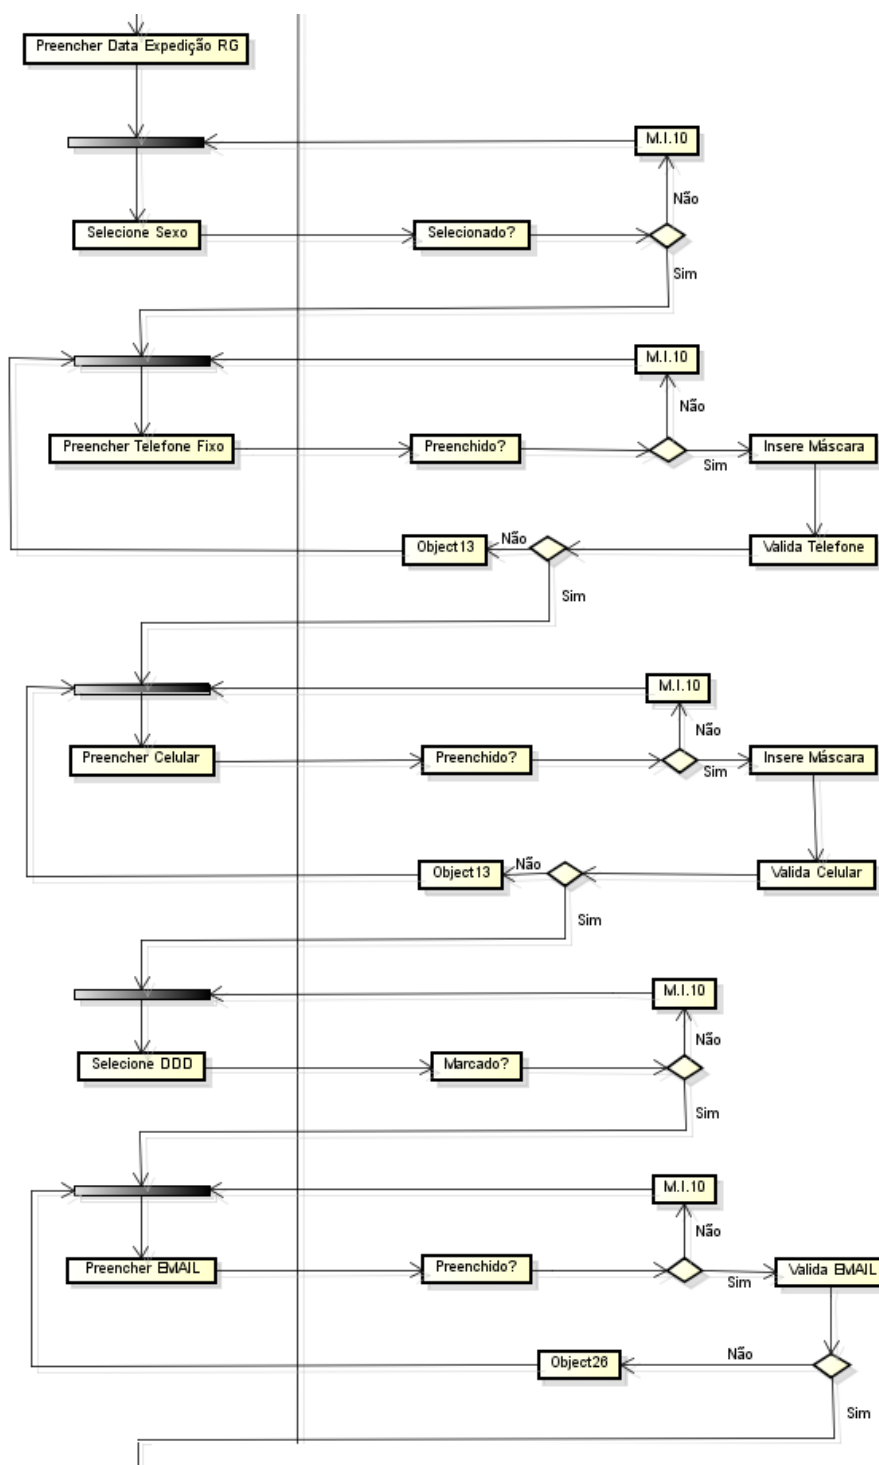 Preencher Data Expedição RG
M.I.10
Não
Selecione Sexo
Selecionado?
Sim
M.I.10
Não
Preencher Telefone Fixo
Preenchido?
Sim
Insere Máscara
Object13
Não
Valida Telefone
Sim
M.I.10
Não
Preencher Celular
Preenchido?
Sim
Insere Máscara
Object13
Não
Valida Celular
Sim
M.I.10
Não
Selecione DDD
Marcado?
Sim
M.I.10
Não
Preencher EMAIL
Preenchido?
Sim
Valida EMAIL
Object26
Não
Sim